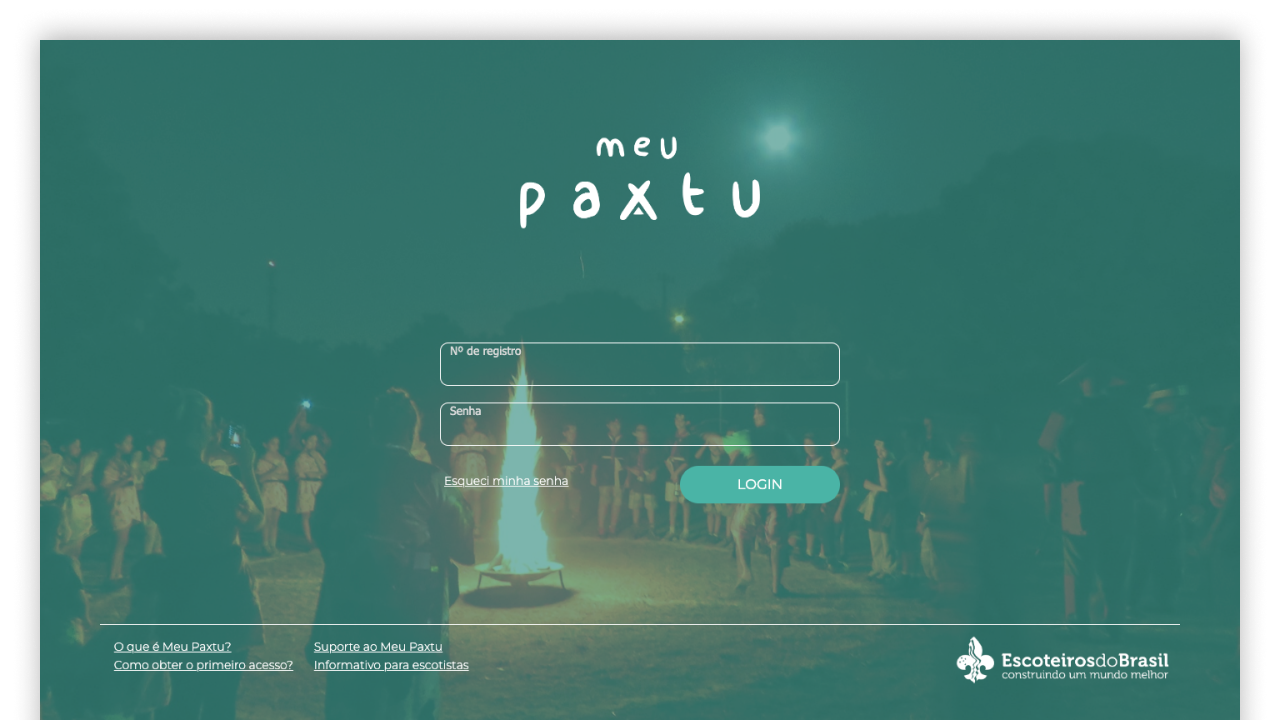 meu
paxtu
Nº de registro
Senha
Esqueci minha senha
LOGIN
O que é Meu Paxtu?
Suporte ao Meu Paxtu
Como obter o primeiro acesso?
Informativo para escotistas
EscoteirosdoBrasil
construindo um mundo melhor